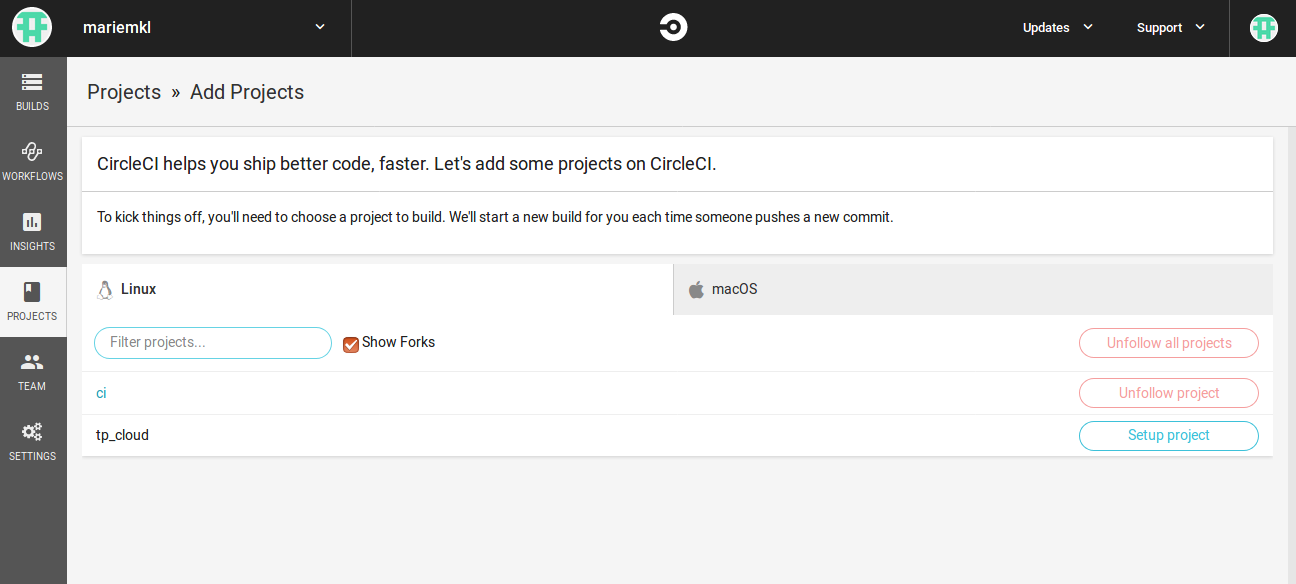 mariemkl
Updates
Support
BUILDS
WORKFLOWS
INSIGHTS
PROJECTS
TEAM
SETTINGS
Projects » Add Projects
CircleCI helps you ship better code, faster. Let's add some projects on CircleCI.
To kick things off, you'll need to choose a project to build. We'll start a new build for you each time someone pushes a new commit.
Linux
macOS
Filter projects...
Show Forks
Unfollow all projects
ci
Unfollow project
tp_cloud
Setup project